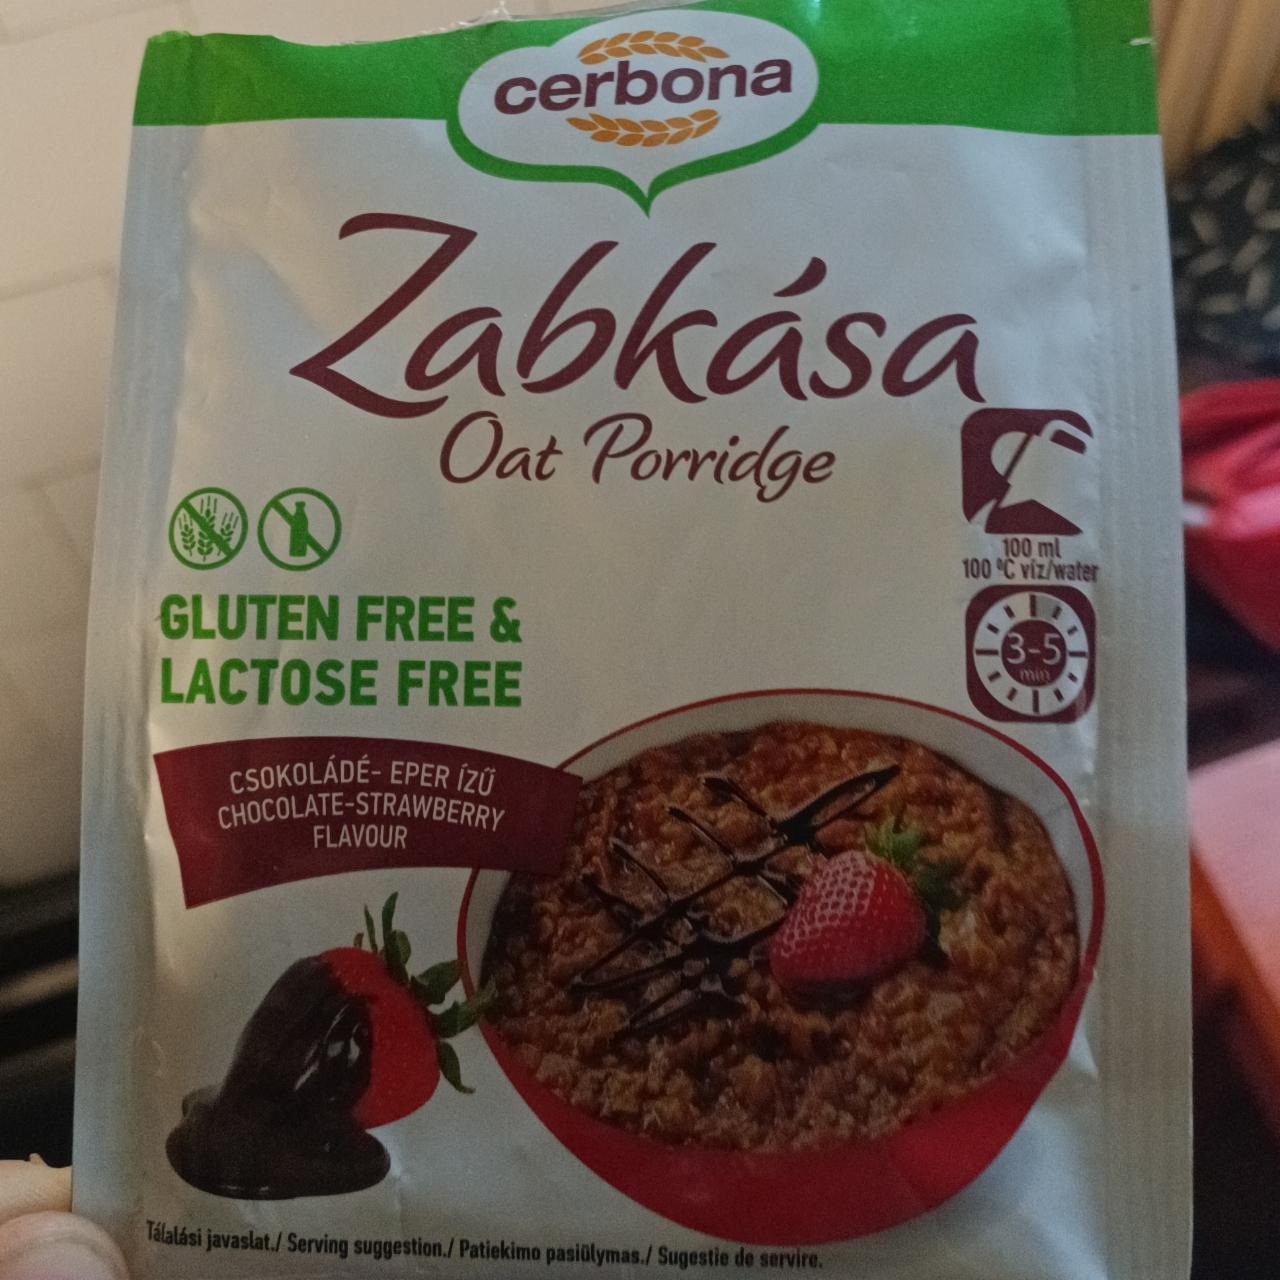 cerbona
Zabkása
Oat Porridge
100 ml
100 °C víz/water
3-5
min
GLUTEN FREE &
LACTOSE FREE
CSOKOLÁDÉ- EPER ÍZŰ
CHOCOLATE-STRAWBERRY
FLAVOUR
Tálalási javaslat./ Serving suggestion./ Patiekimo pasiūlymas./ Sugestie de servire.